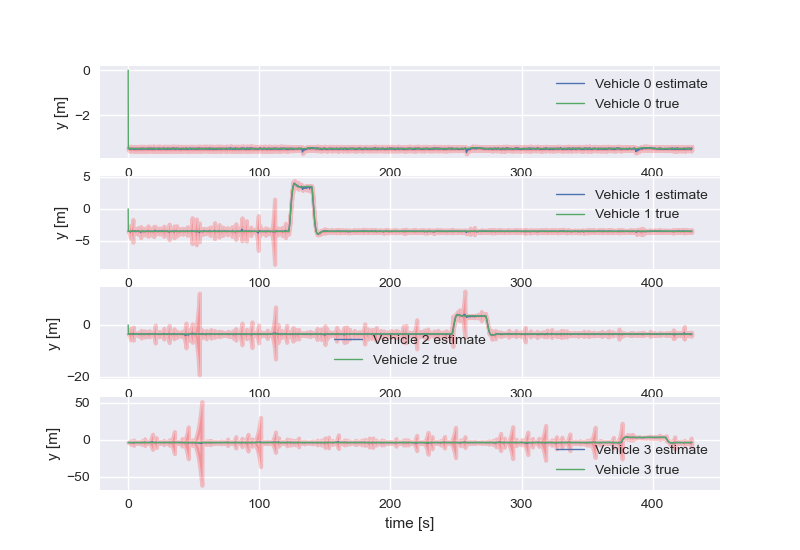 0
−2
y [m]
Vehicle 0 estimate
Vehicle 0 true
0 100 200 300 400
5
0
−5
y [m]
Vehicle 1 estimate
Vehicle 1 true
0 100 200 300 400
0
−20
y [m]
Vehicle 2 estimate
Vehicle 2 true
0 100 200 300 400
50
0
−50
y [m]
Vehicle 3 estimate
Vehicle 3 true
0 100 200 300 400
time [s]